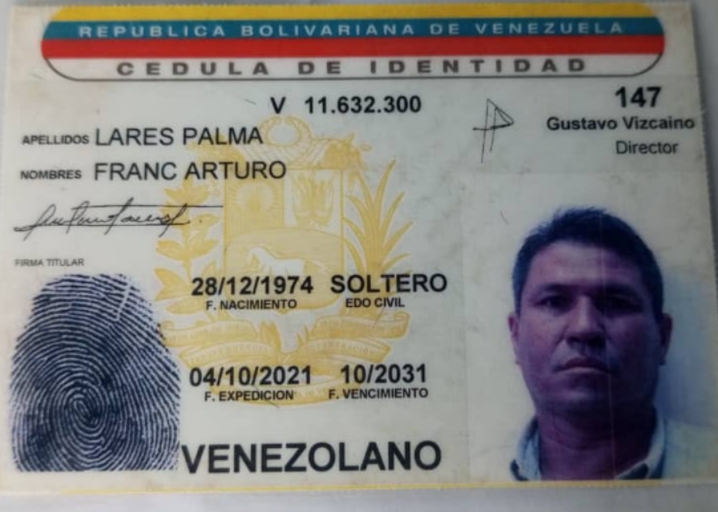 REPUBLICA BOLIVARIANA DE VENEZUELA
CEDULA DE IDENTIDAD
V 11.632.300
147
Gustavo Vizcaino
Director
APELLIDOS LARES PALMA
NOMBRES FRANC ARTURO
FIRMA TITULAR
28/12/1974 SOLTERO
F. NACIMIENTO EDO CIVIL
04/10/2021 10/2031
F. EXPEDICION F. VENCIMIENTO
VENEZOLANO